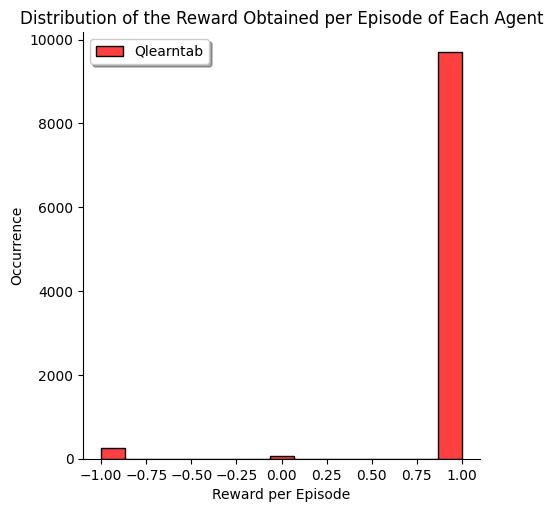 Distribution of the Reward Obtained per Episode of Each Agent
10000
Qlearntab
8000
6000
4000
2000
0
Occurrence
−1.00 −0.75 −0.50 −0.25 0.00 0.25 0.50 0.75 1.00
Reward per Episode